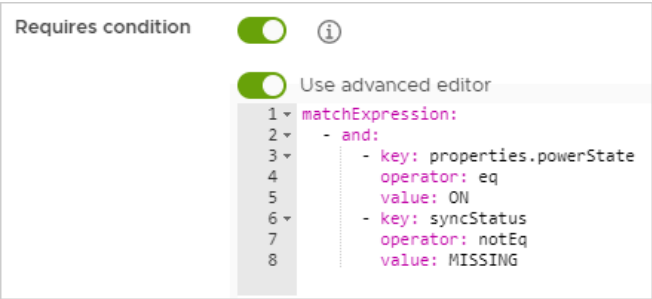 Requires condition
Use advanced editor
1 matchExpression:
2 - and:
3 - key: properties.powerState
4 operator: eq
5 value: ON
6 - key: syncStatus
7 operator: notEq
8 value: MISSING